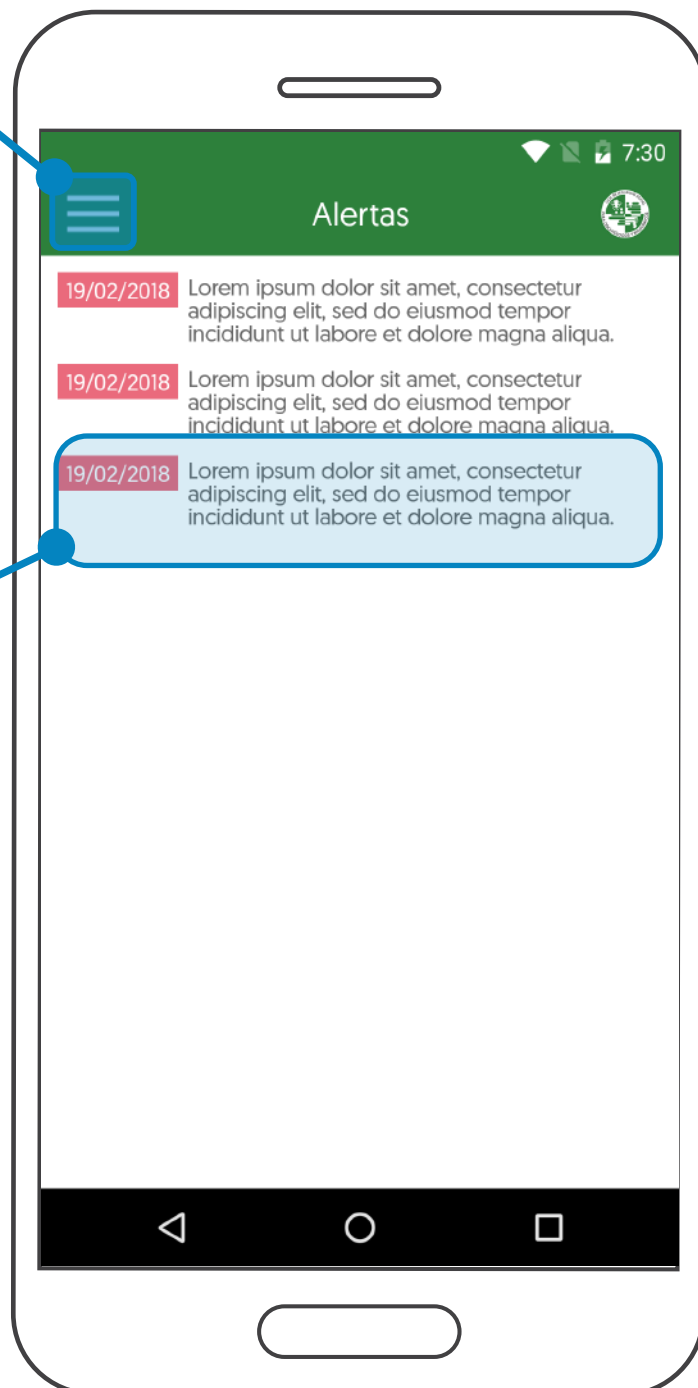 7:30
Alertas
19/02/2018 Lorem ipsum dolor sit amet, consectetur
adipiscing elit, sed do eiusmod tempor
incididunt ut labore et dolore magna aliqua.
19/02/2018 Lorem ipsum dolor sit amet, consectetur
adipiscing elit, sed do eiusmod tempor
incididunt ut labore et dolore magna aliqua.
19/02/2018 Lorem ipsum dolor sit amet, consectetur
adipiscing elit, sed do eiusmod tempor
incididunt ut labore et dolore magna aliqua.